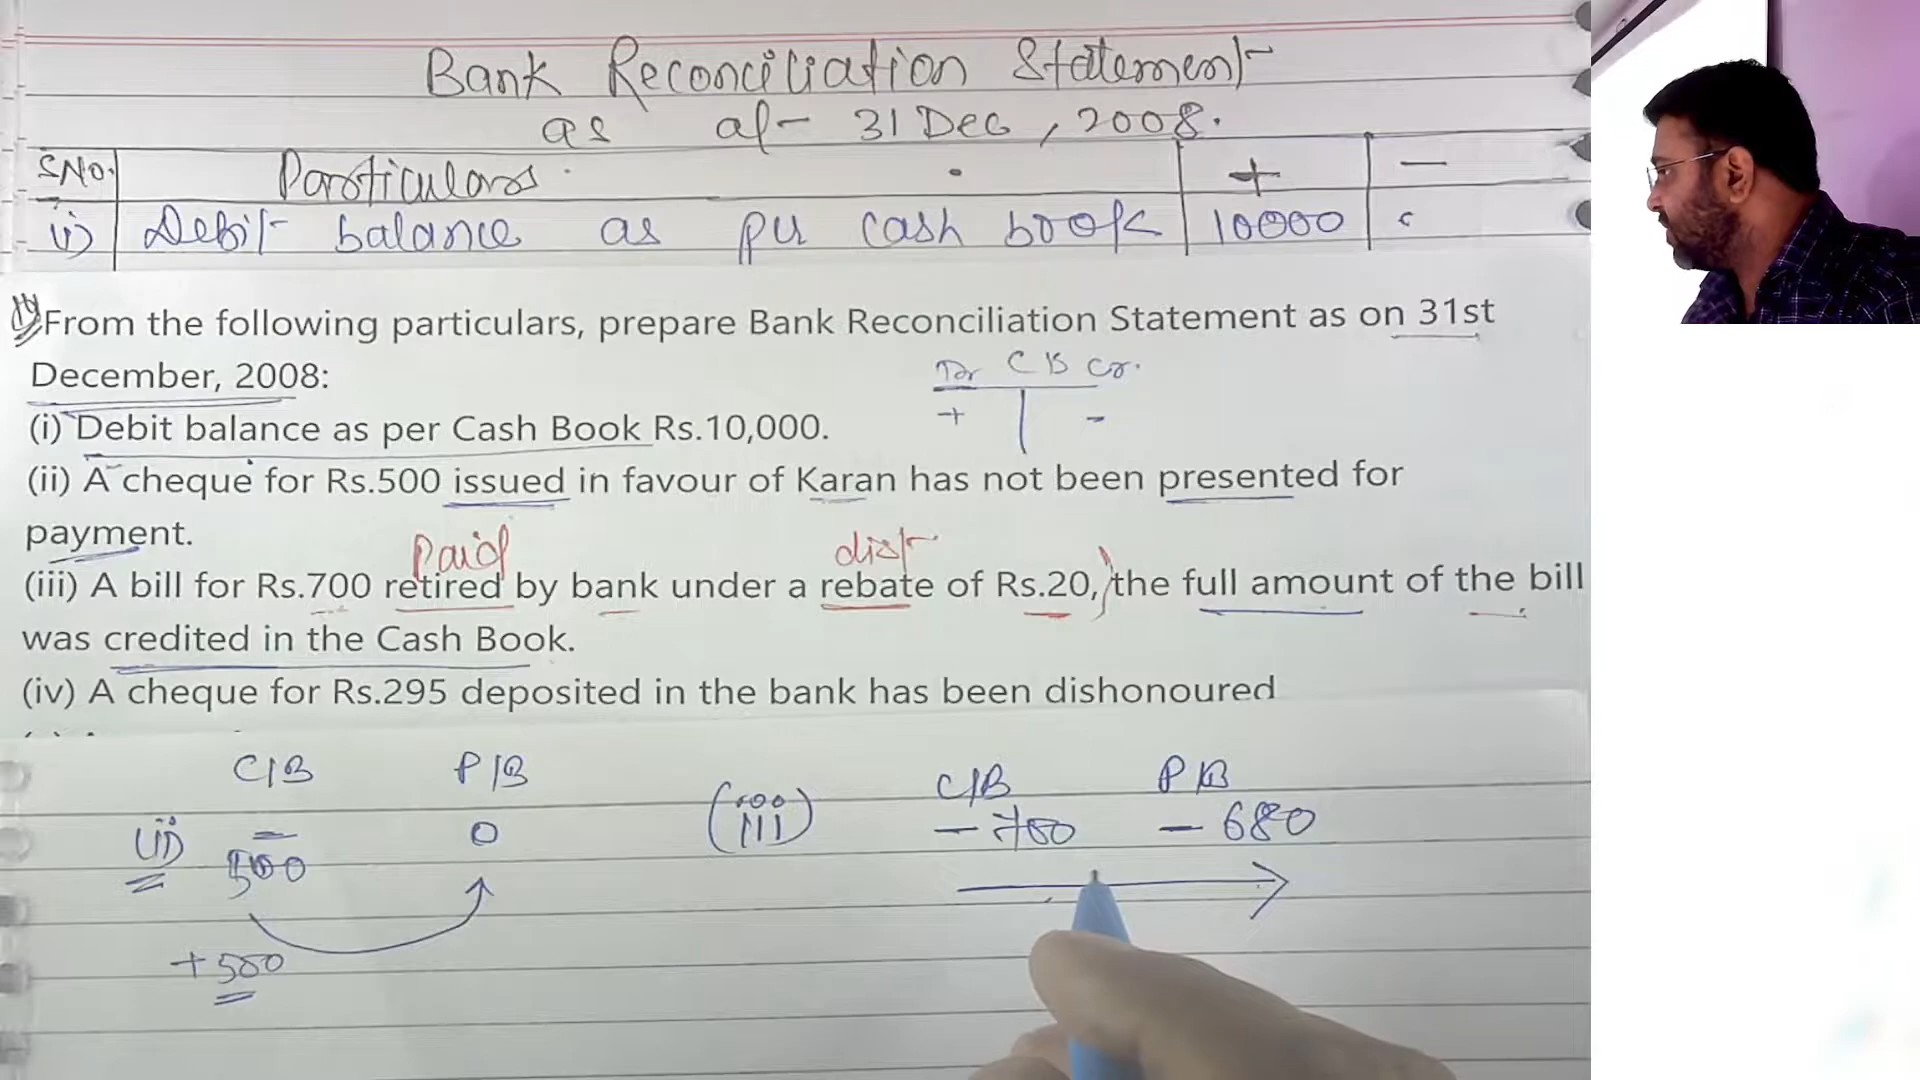 Bank Reconciliation Statement
as at 31 Dec, 2008.
S.No. Particulars + -
(i) Debit balance as per cash book 10000
From the following particulars, prepare Bank Reconciliation Statement as on 31st
December, 2008:
Dr C B Cr.
+ -
(i) Debit balance as per Cash Book Rs.10,000.
(ii) A cheque for Rs.500 issued in favour of Karan has not been presented for
payment.
Paid dist
(iii) A bill for Rs.700 retired by bank under a rebate of Rs.20, the full amount of the bill
was credited in the Cash Book.
(iv) A cheque for Rs.295 deposited in the bank has been dishonoured
C/B P/B
(ii) - 500 0
+500
(iii) C/B P/B
- 700 - 680